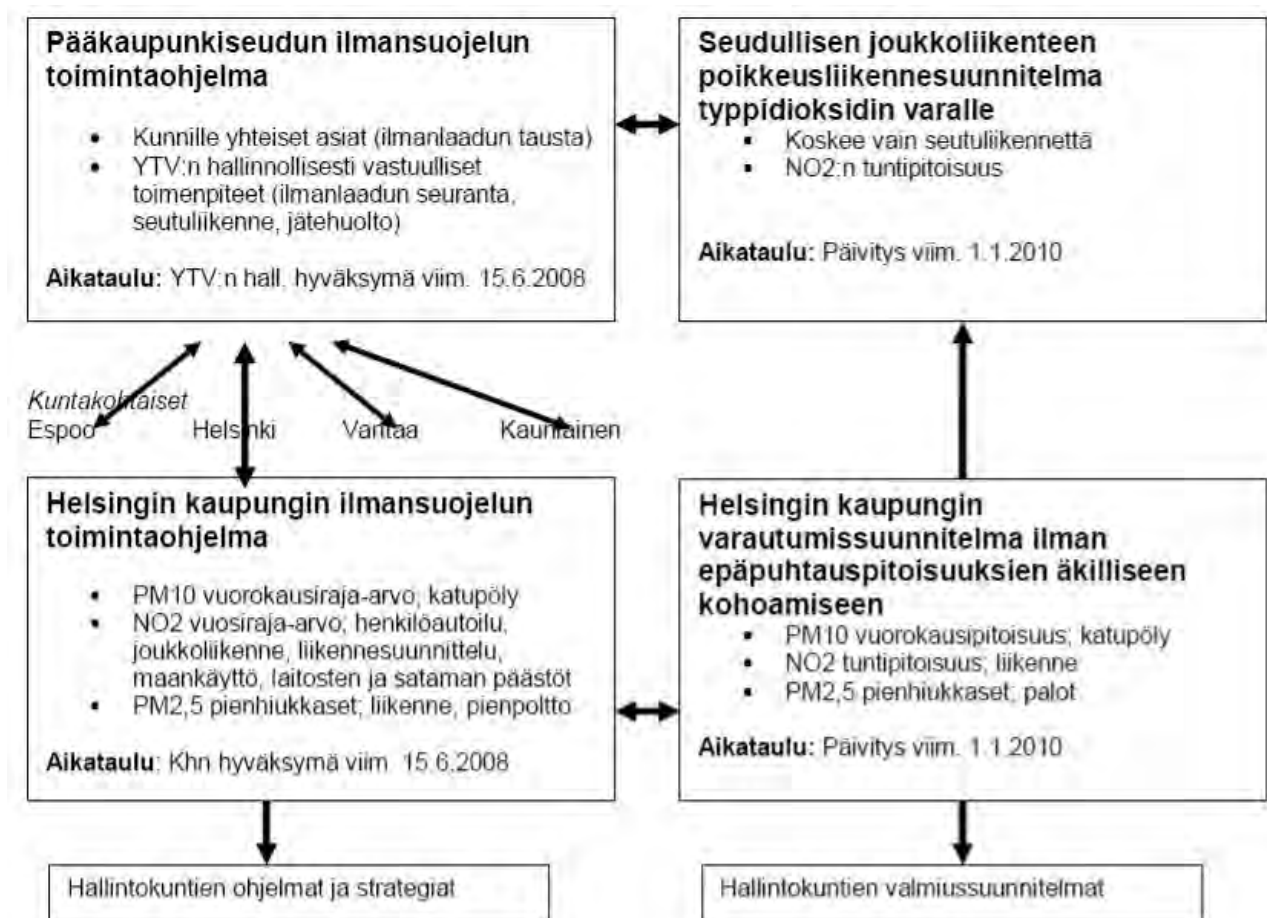 Pääkaupunkiseudun ilmansuojelun
toimintaohjelma
• Kunnille yhteiset asiat (ilmanlaadun tausta)
• YTV:n hallinnollisesti vastuulliset
toimenpiteet (ilmanlaadun seuranta,
seutuliikenne, jätehuolto)
Aikataulu: YTV:n hall. hyväksymä viim. 15.6.2008
Seudullisen joukkoliikenteen
poikkeusliikennesuunnitelma
typpidioksidin varalle
▪ Koskee vain seutuliikennettä
▪ NO2:n tuntipitoisuus
Aikataulu: Päivitys viim. 1.1.2010
Kuntakohtaiset
Espoo Helsinki Vantaa Kauniainen
Helsingin kaupungin ilmansuojelun
toimintaohjelma
• PM10 vuorokausiraja-arvo; katupöly
• NO2 vuosiraja-arvo; henkilöautoilu,
joukkoliikenne, liikennesuunnittelu,
maankäyttö, laitosten ja sataman päästöt
• PM2,5 pienhiukkaset; liikenne, pienpoltto
Aikataulu: Khn hyväksymä viim 15.6.2008
Helsingin kaupungin
varautumissuunnitelma ilman
epäpuhtauspitoisuuksien äkilliseen
kohoamiseen
▪ PM10 vuorokausipitoisuus; katupöly
▪ NO2 tuntipitoisuus; liikenne
▪ PM2,5 pienhiukkaset; palot
Aikataulu: Päivitys viim. 1.1.2010
Hallintokuntien ohjelmat ja strategiat
Hallintokuntien valmiussuunnitelmat